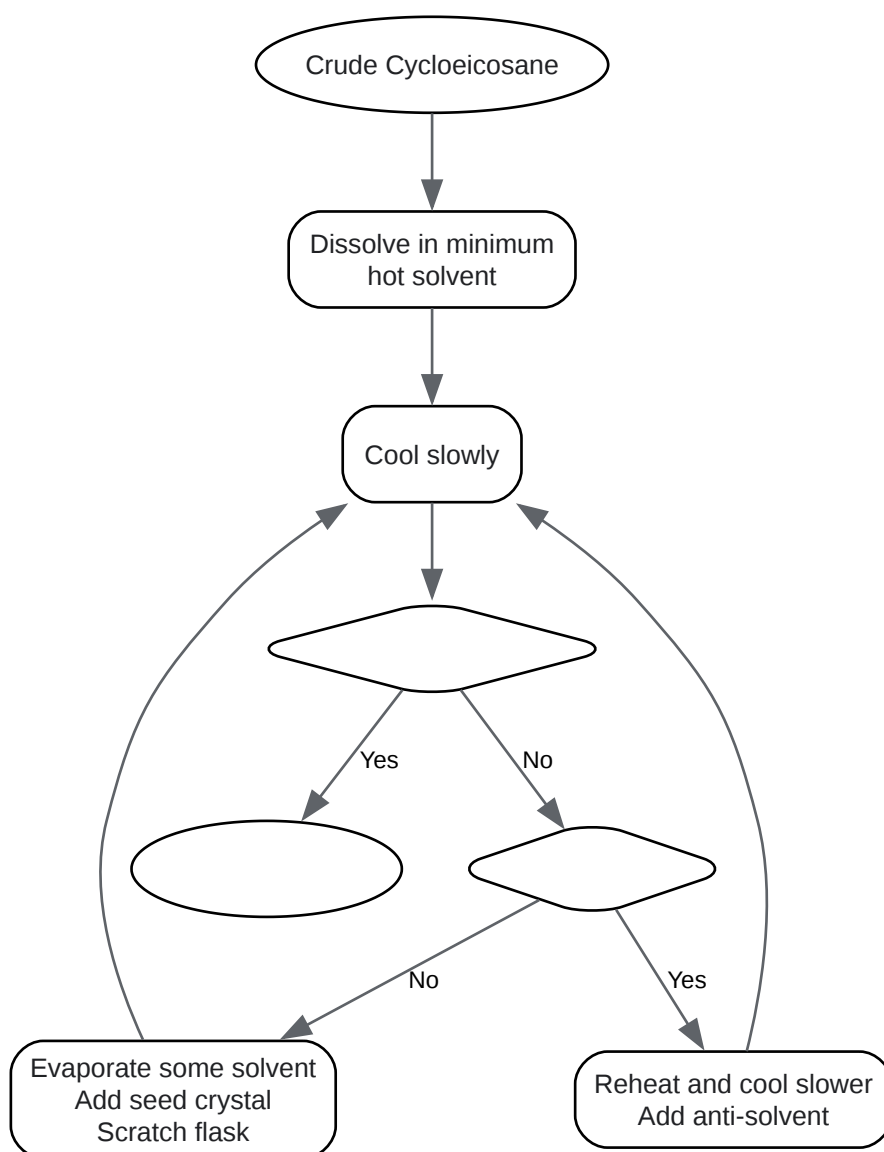 Crude Cycloeicosane
Dissolve in minimum
hot solvent
Cool slowly
Yes
No
No
Yes
Evaporate some solvent
Add seed crystal
Scratch flask
Reheat and cool slower
Add anti-solvent